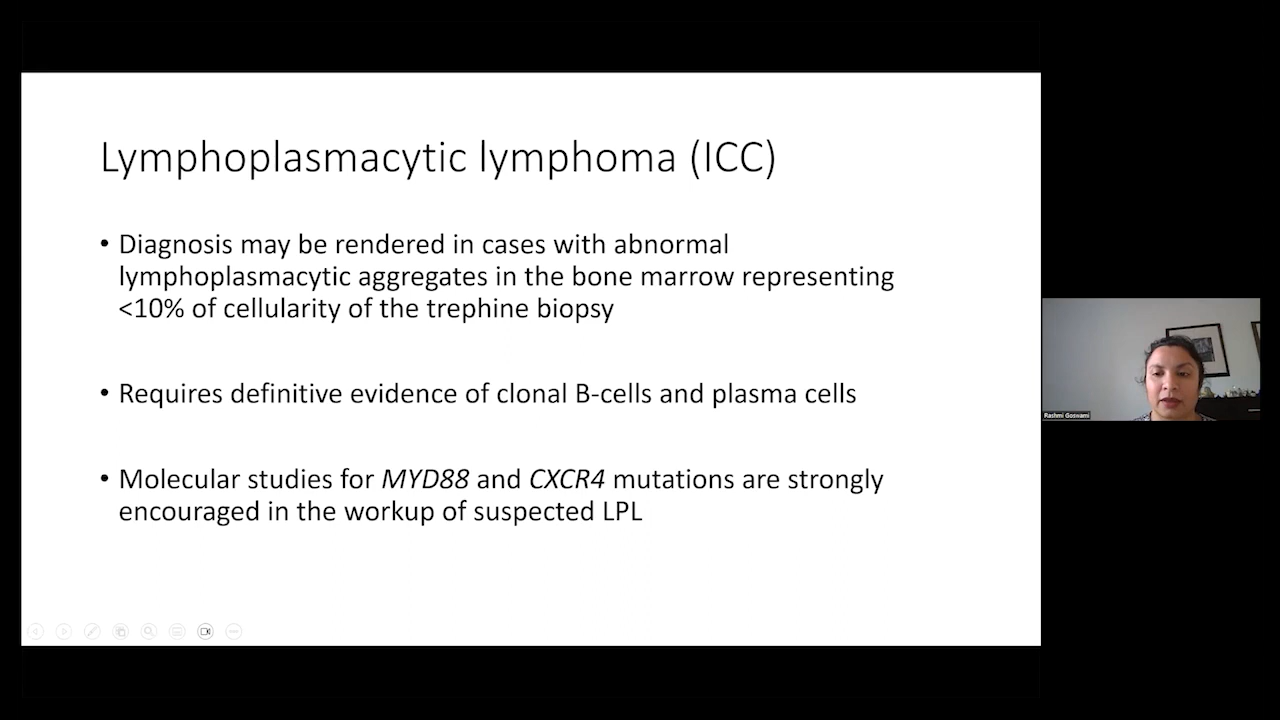 Lymphoplasmacytic lymphoma (ICC)
• Diagnosis may be rendered in cases with abnormal
lymphoplasmacytic aggregates in the bone marrow representing
<10% of cellularity of the trephine biopsy
• Requires definitive evidence of clonal B-cells and plasma cells
• Molecular studies for MYD88 and CXCR4 mutations are strongly
encouraged in the workup of suspected LPL
Rashmi Goswami